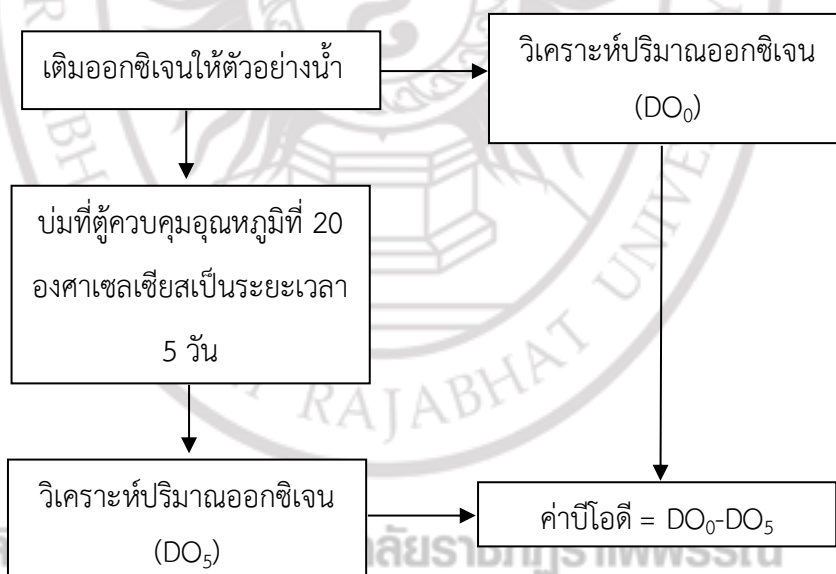 เติมออกซิเจนให้ตัวอย่างน้ำ
วิเคราะห์ปริมาณออกซิเจน
(DO₀)
บ่มที่ตู้ควบคุมอุณหภูมิที่ 20
องศาเซลเซียสเป็นระยะเวลา
5 วัน
วิเคราะห์ปริมาณออกซิเจน
(DO₅)
ค่าบีโอดี = DO₀-DO₅
RAJABHAT